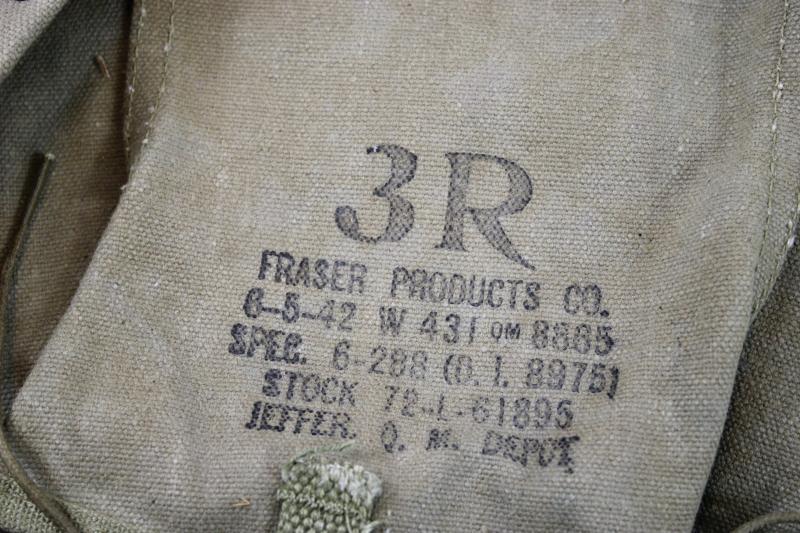 3R
FRASER PRODUCTS CO.
6-5-42 W 431 QM 8885
SPEC. 6-288 (O. I. 8975)
STOCK 72-L-61895
JEFFER. Q. M. DEPOT